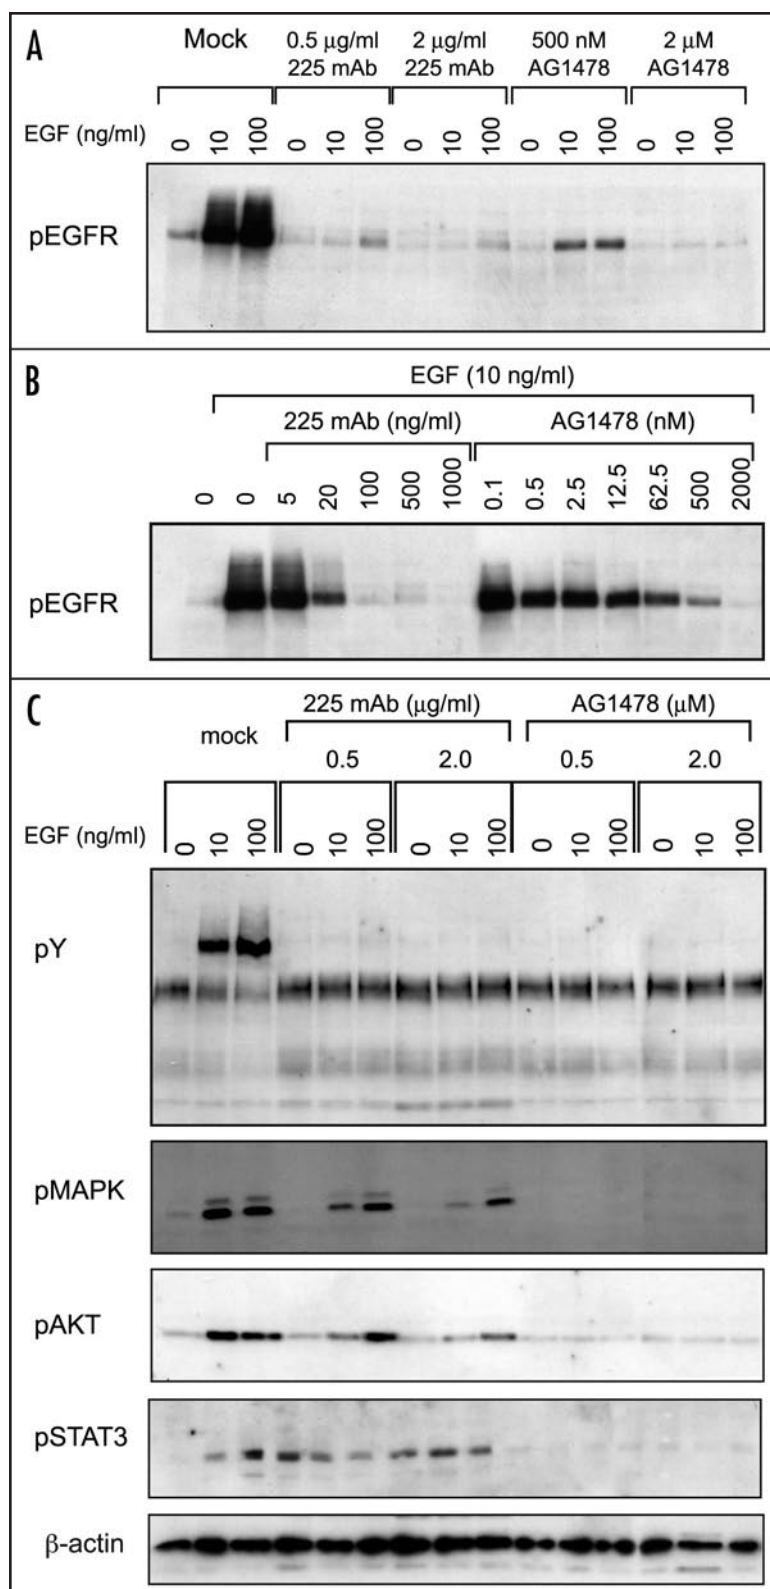 A
Mock 0.5 μg/ml 2 μg/ml 500 nM 2 μM
225 mAb 225 mAb AG1478 AG1478
EGF (ng/ml) 0 10 100 0 10 100 0 10 100 0 10 100 0 10 100
pEGFR
B
EGF (10 ng/ml)
225 mAb (ng/ml) AG1478 (nM)
0 0 5 20 100 500 1000 0.1 0.5 2.5 12.5 62.5 500 2000
pEGFR
C
225 mAb (μg/ml) AG1478 (μM)
mock 0.5 2.0 0.5 2.0
EGF (ng/ml) 0 10 100 0 10 100 0 10 100 0 10 100 0 10 100
pY
pMAPK
pAKT
pSTAT3
β-actin